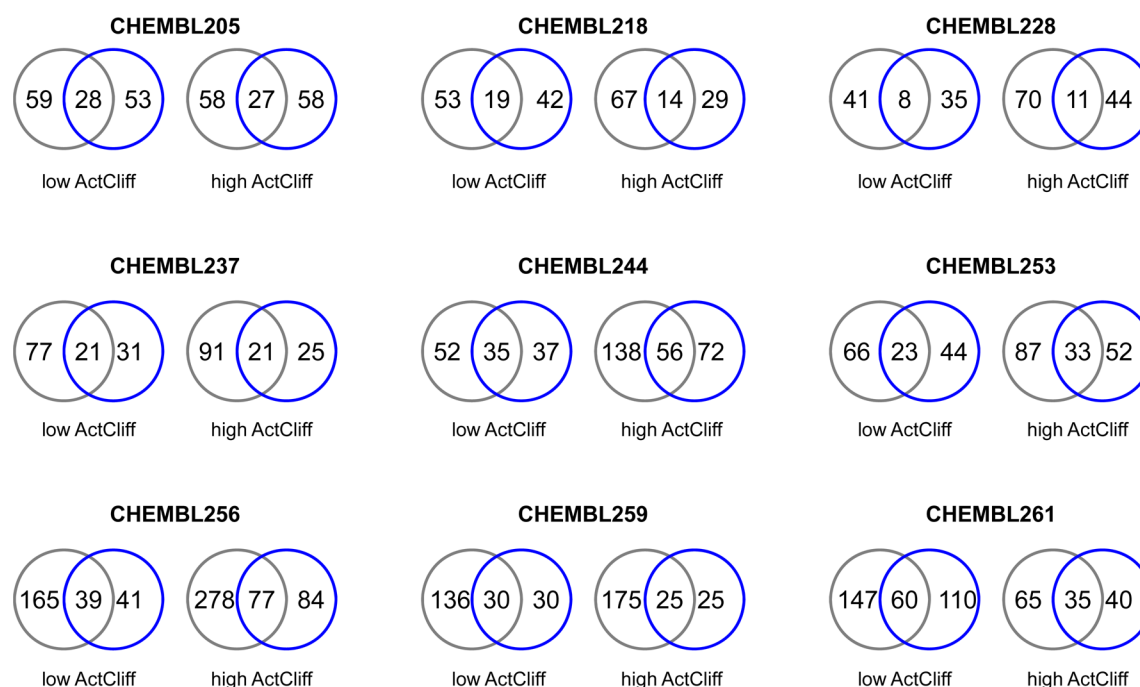 CHEMBL205 CHEMBL218 CHEMBL228
59 28 53 58 27 58 53 19 42 67 14 29 41 8 35 70 11 44
low ActCliff high ActCliff low ActCliff high ActCliff low ActCliff high ActCliff
CHEMBL237 CHEMBL244 CHEMBL253
77 21 31 91 21 25 52 35 37 138 56 72 66 23 44 87 33 52
low ActCliff high ActCliff low ActCliff high ActCliff low ActCliff high ActCliff
CHEMBL256 CHEMBL259 CHEMBL261
165 39 41 278 77 84 136 30 30 175 25 25 147 60 110 65 35 40
low ActCliff high ActCliff low ActCliff high ActCliff low ActCliff high ActCliff